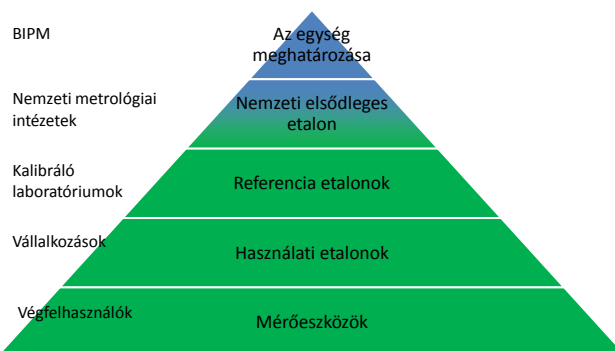 BIPM
Az egység
meghatározása
Nemzeti metrológiai
intézetek
Nemzeti elsődleges
etalon
Kalibráló
laboratóriumok
Referencia etalonok
Vállalkozások
Használati etalonok
Végfelhasználók
Mérőeszközök